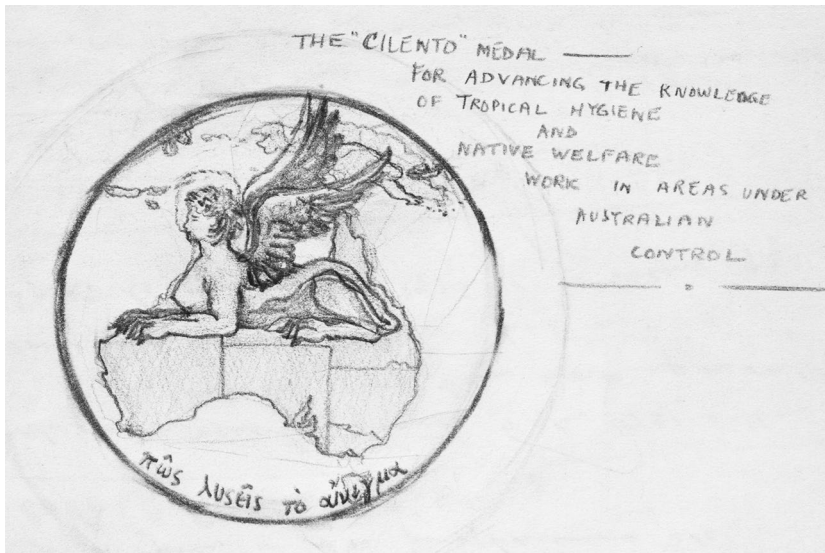 THE "CILENTO" MEDAL
FOR ADVANCING THE KNOWLEDGE
OF TROPICAL HYGIENE
AND
NATIVE WELFARE
WORK IN AREAS UNDER
AUSTRALIAN
CONTROL
πῶς λυσεῖς τὸ αἴνιγμα